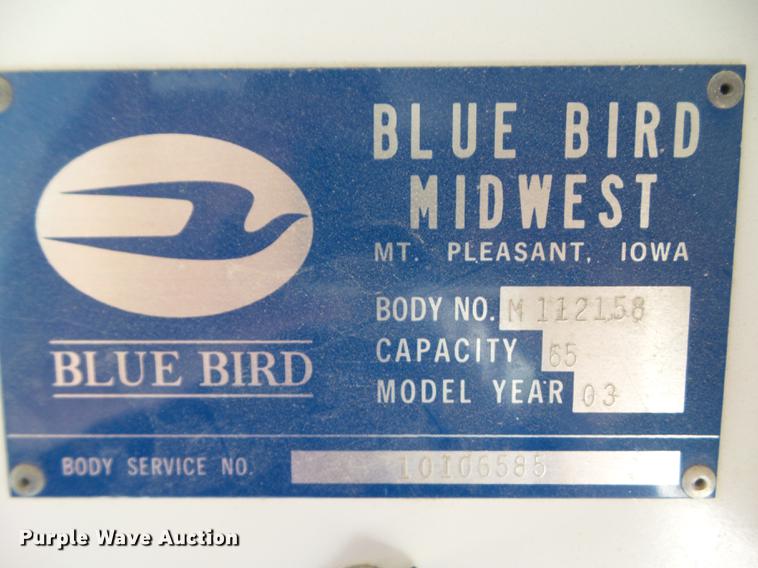 BLUE BIRD
MIDWEST
MT. PLEASANT, IOWA
BODY NO. M 112158
CAPACITY 65
MODEL YEAR 03
BLUE BIRD
BODY SERVICE NO. 10106585
Purple Wave Auction